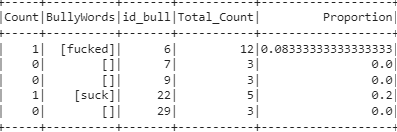 +-----+----------+-------+-----------+-------------------+
|Count|BullyWords|id_bull|Total_Count|         Proportion|
+-----+----------+-------+-----------+-------------------+
|    1|  [fucked]|      6|         12|0.08333333333333333|
|    0|        []|      7|          3|                0.0|
|    0|        []|      9|          3|                0.0|
|    1|    [suck]|     22|          5|                0.2|
|    0|        []|     29|          3|                0.0|
+-----+----------+-------+-----------+-------------------+